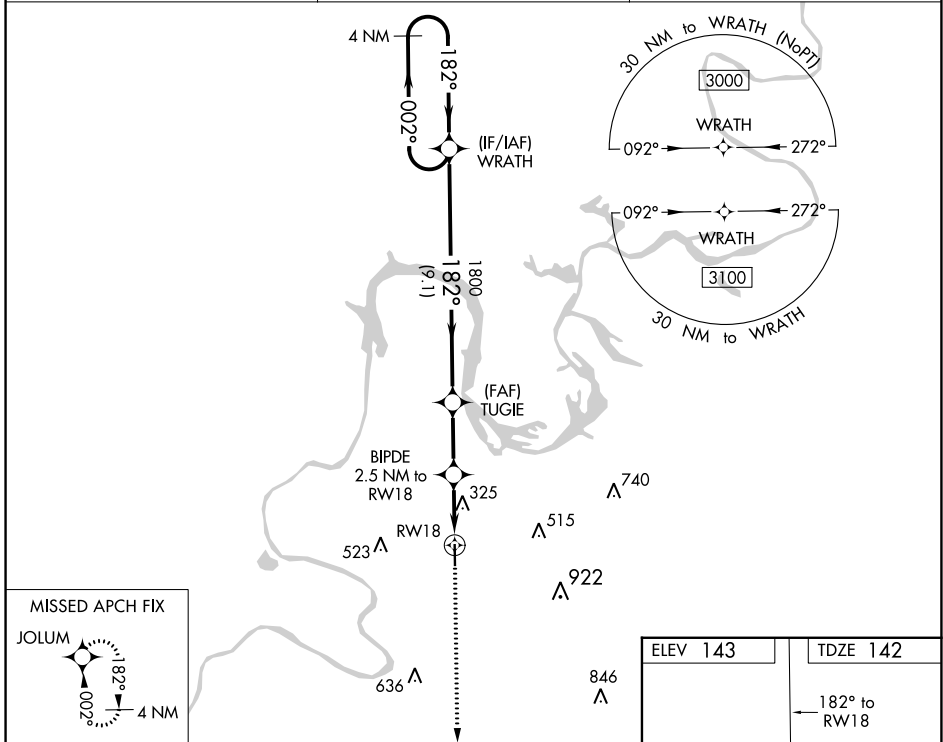 4 NM
182°
002°
(IF/IAF)
WRATH
30 NM to WRATH (NoPT)
3000
WRATH
092°
272°
092°
272°
WRATH
3100
30 NM to WRATH
1800
182°
(9.1)
(FAF)
TUGIE
BIPDE
2.5 NM to
RW18
325
740
515
RW18
523
922
MISSED APCH FIX
JOLUM
182°
002°
4 NM
636
846
ELEV 143
TDZE 142
182° to
RW18